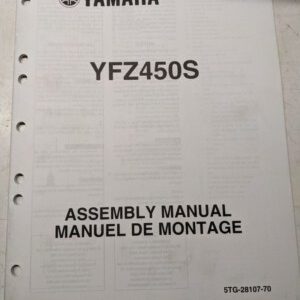 YAMAHA
YFZ450S
ASSEMBLY MANUAL
MANUEL DE MONTAGE
5TG-28107-70